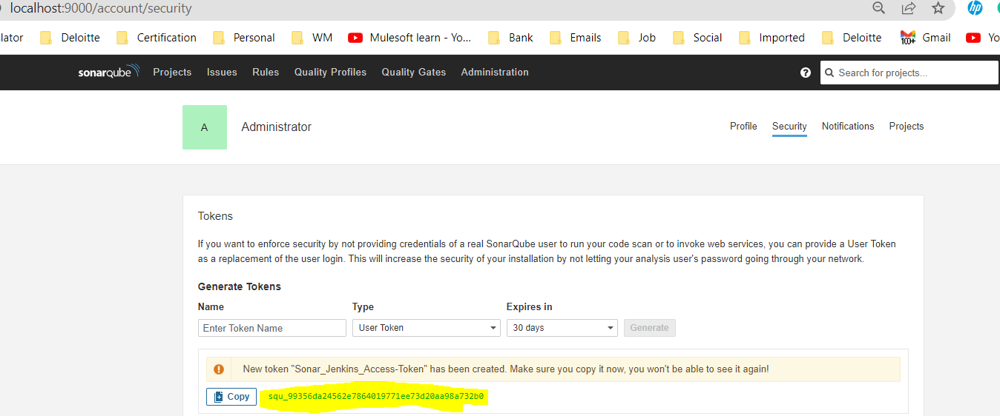 localhost:9000/account/security
lator Deloitte Certification Personal WM Mulesoft learn - Yo... Bank Emails Job Social Imported Deloitte 100+ Gmail Yo
sonarqube Projects Issues Rules Quality Profiles Quality Gates Administration ? Search for projects...
A Administrator Profile Security Notifications Projects
Tokens
If you want to enforce security by not providing credentials of a real SonarQube user to run your code scan or to invoke web services, you can provide a User Token
as a replacement of the user login. This will increase the security of your installation by not letting your analysis user's password going through your network.
Generate Tokens
Name Type Expires in
Enter Token Name User Token 30 days Generate
New token "Sonar_Jenkins_Access-Token" has been created. Make sure you copy it now, you won't be able to see it again!
Copy squ_99356da24562e7864019771ee73d20aa98a732b0